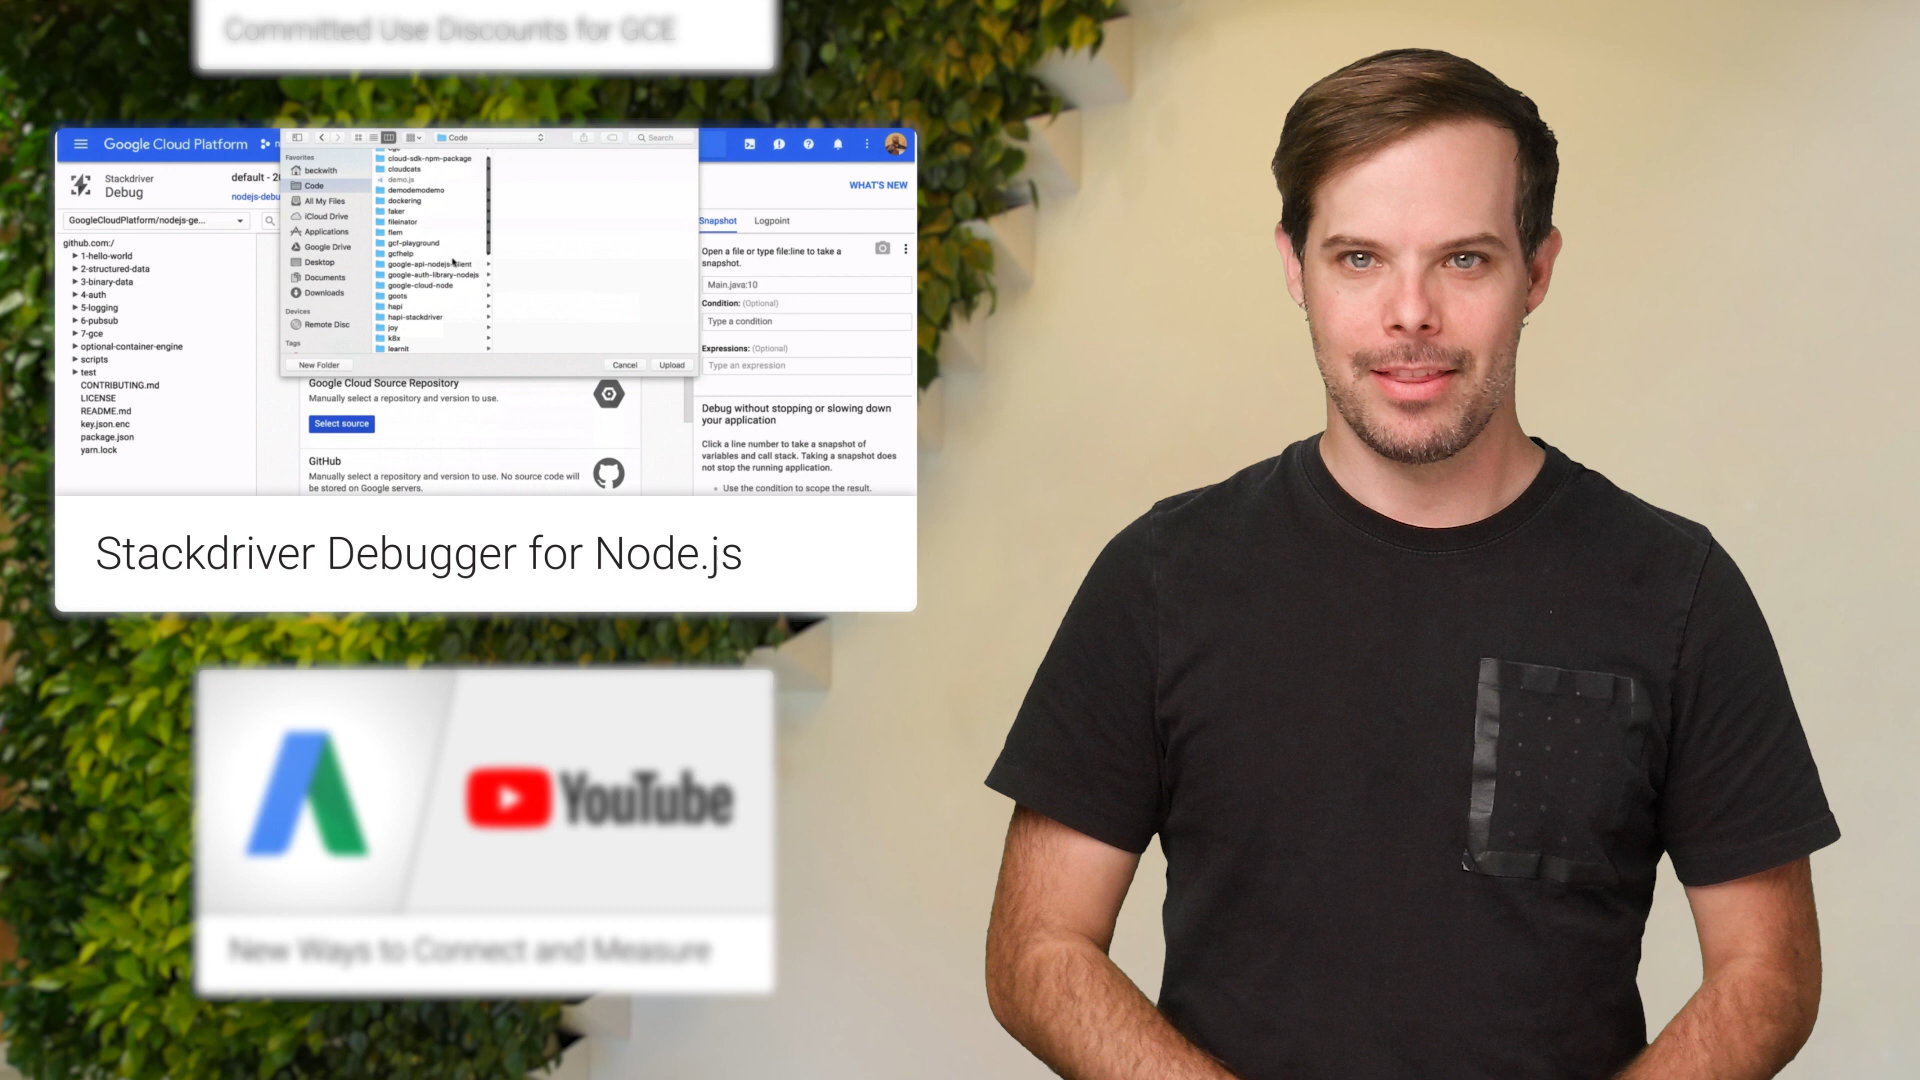 Committed Use Discounts for GCE
Google Cloud Platform
Code
Search
Stackdriver
Debug
default - 2
nodejs-debu
WHAT'S NEW
GoogleCloudPlatform/nodejs-ge...
github.com:/
1-hello-world
2-structured-data
3-binary-data
4-auth
5-logging
6-pubsub
7-gce
optional-container-engine
scripts
test
CONTRIBUTING.md
LICENSE
README.md
key.json.enc
package.json
yarn.lock
Favorites
beckwith
Code
All My Files
iCloud Drive
Applications
Google Drive
Desktop
Documents
Downloads
Devices
Remote Disc
Tags
cloud-sdk-npm-package
cloudcats
demo.js
demodemodemo
dockering
faker
fileinator
flem
gcf-playground
gcfhelp
google-api-nodejs-client
google-auth-library-nodejs
google-cloud-node
goots
hapi
hapi-stackdriver
joy
k8x
learnit
New Folder
Cancel
Upload
Google Cloud Source Repository
Manually select a repository and version to use.
Select source
GitHub
Manually select a repository and version to use. No source code will
be stored on Google servers.
Snapshot
Logpoint
Open a file or type file:line to take a
snapshot.
Main.java:10
Condition: (Optional)
Type a condition
Expressions: (Optional)
Type an expression
Debug without stopping or slowing down
your application
Click a line number to take a snapshot of
variables and call stack. Taking a snapshot does
not stop the running application.
Use the condition to scope the result.
Stackdriver Debugger for Node.js
YouTube
New Ways to Connect and Measure